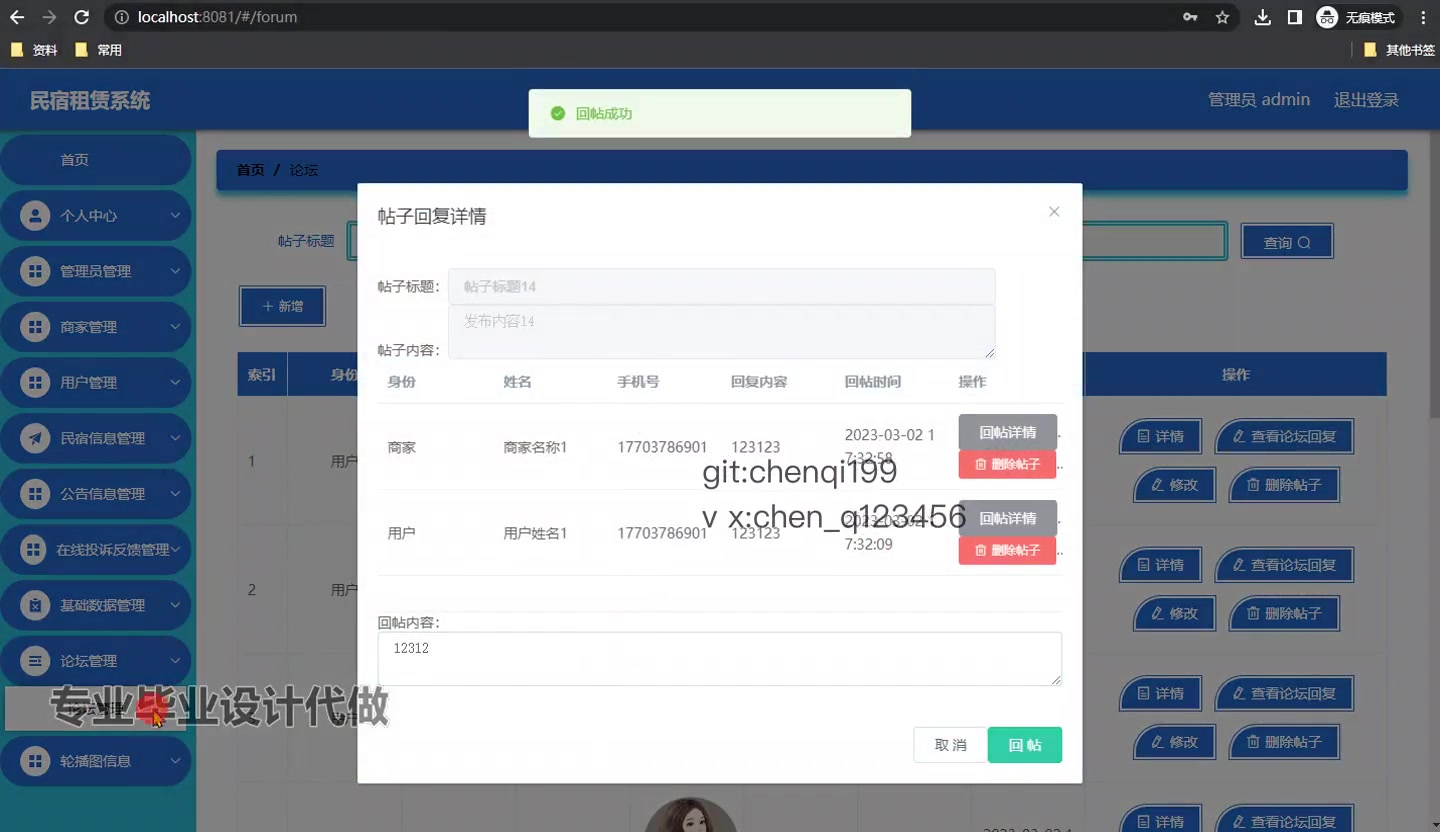 localhost:8081/#/forum
无痕模式
资料 常用 其他书签
民宿租赁系统
管理员 admin 退出登录
回帖成功
首页
个人中心
管理员管理
商家管理
用户管理
民宿信息管理
公告信息管理
在线投诉反馈管理
基础数据管理
论坛管理
轮播图信息
首页 / 论坛
帖子标题
查询
+ 新增
索引 身份 操作
1 用户 详情 查看论坛回复
修改 删除帖子
2 用户 详情 查看论坛回复
修改 删除帖子
详情 查看论坛回复
修改 删除帖子
详情 查看论坛回复
帖子回复详情
帖子标题： 帖子标题14
帖子内容： 发布内容14
身份 姓名 手机号 回复内容 回帖时间 操作
商家 商家名称1 17703786901 123123 2023-03-02 1
7:32:58
回帖详情
删除帖子
用户 用户姓名1 17703786901 123123 2023-03-02 1
7:32:09
回帖详情
删除帖子
回帖内容：
12312
取 消 回 帖
git:chenqi199
v x:chen_q123456
专业毕业设计代做